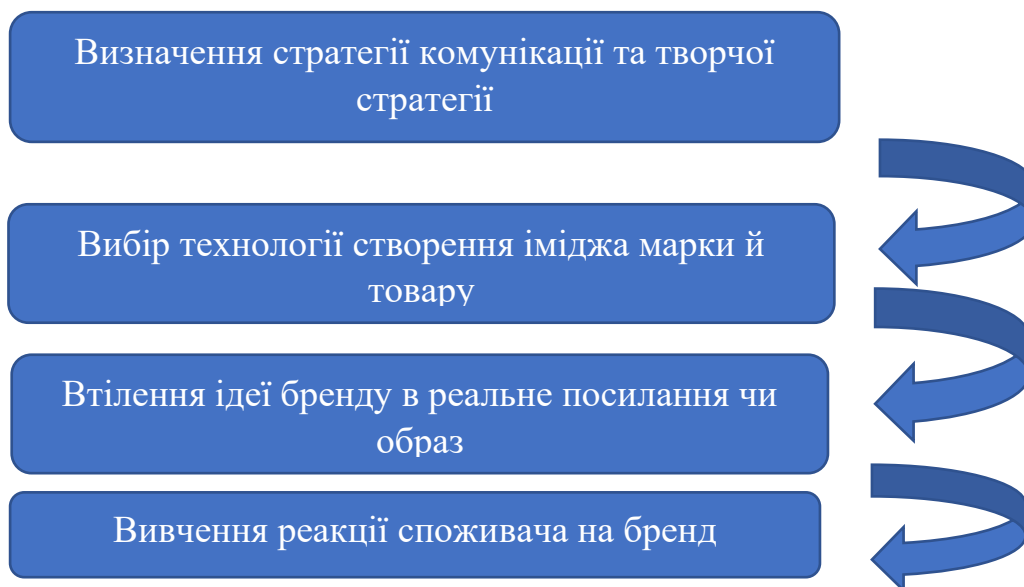 Визначення стратегії комунікації та творчої
стратегії
Вибір технології створення іміджа марки й
товару
Втілення ідеї бренду в реальне посилання чи
образ
Вивчення реакції споживача на бренд